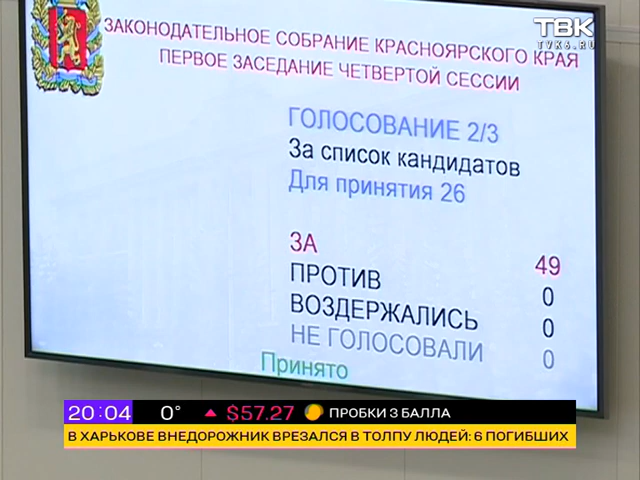 ТВК
TVK6.RU
ЗАКОНОДАТЕЛЬНОЕ СОБРАНИЕ КРАСНОЯРСКОГО КРАЯ
ПЕРВОЕ ЗАСЕДАНИЕ ЧЕТВЕРТОЙ СЕССИИ
ГОЛОСОВАНИЕ 2/3
За список кандидатов
Для принятия 26
ЗА 49
ПРОТИВ 0
ВОЗДЕРЖАЛИСЬ 0
НЕ ГОЛОСОВАЛИ 0
Принято
20:04 0° ▲ $57.27 ПРОБКИ 3 БАЛЛА
В ХАРЬКОВЕ ВНЕДОРОЖНИК ВРЕЗАЛСЯ В ТОЛПУ ЛЮДЕЙ: 6 ПОГИБШИХ